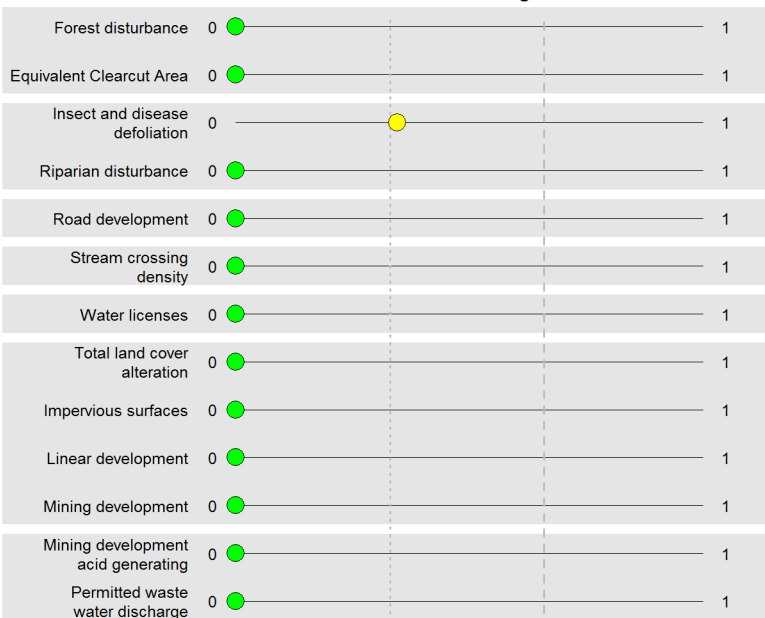 Forest disturbance 0 1
Equivalent Clearcut Area 0 1
Insect and disease
defoliation 0 1
Riparian disturbance 0 1
Road development 0 1
Stream crossing
density 0 1
Water licenses 0 1
Total land cover
alteration 0 1
Impervious surfaces 0 1
Linear development 0 1
Mining development 0 1
Mining development
acid generating 0 1
Permitted waste
water discharge 0 1